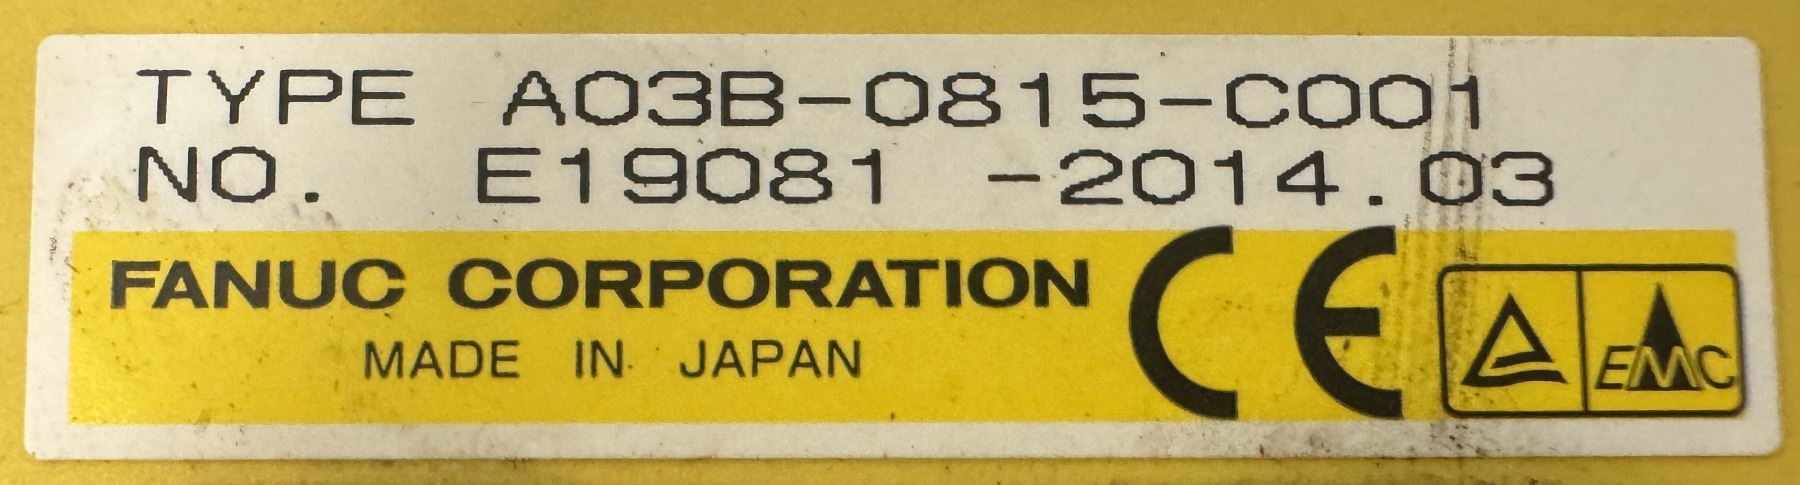 TYPE A03B-0815-C001
NO. E19081 -2014.03
FANUC CORPORATION
MADE IN JAPAN
CE
EMC